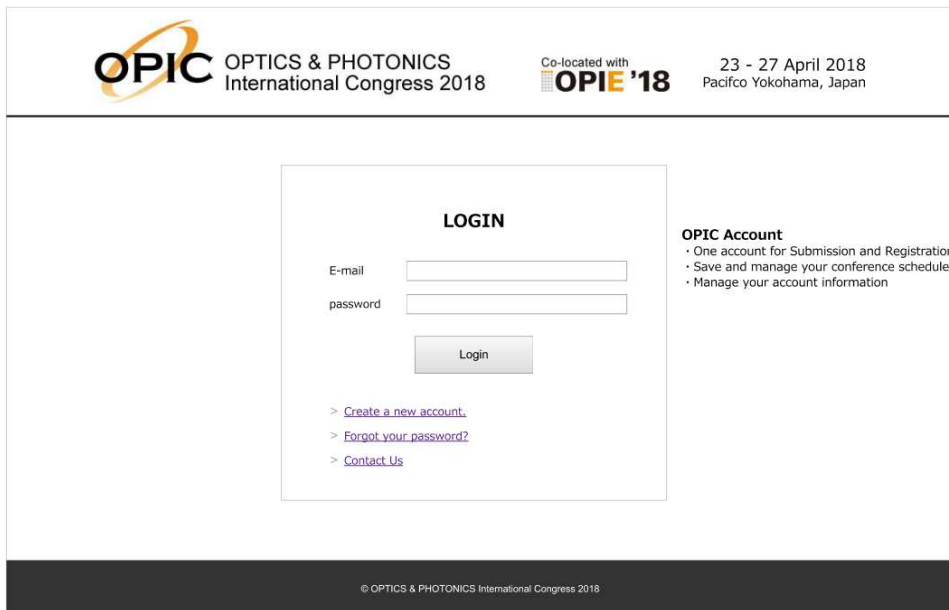 OPIC OPTICS & PHOTONICS
International Congress 2018
Co-located with
OPIE '18
23 - 27 April 2018
Pacifco Yokohama, Japan
LOGIN
E-mail
password
Login
> Create a new account.
> Forgot your password?
> Contact Us
OPIC Account
・One account for Submission and Registration
・Save and manage your conference schedule
・Manage your account information
© OPTICS & PHOTONICS International Congress 2018